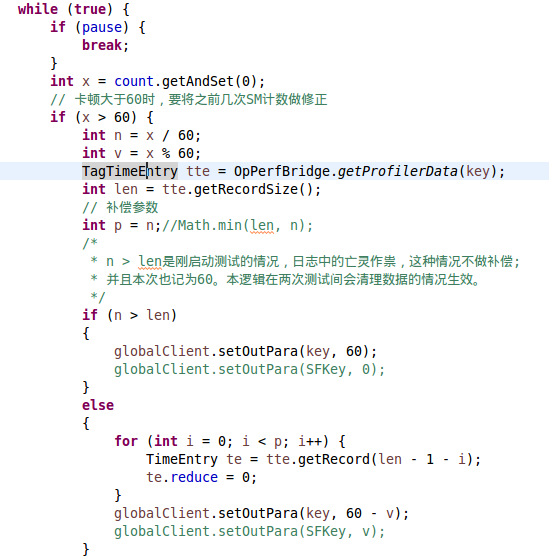 while (true) {
if (pause) {
break;
}
int x = count.getAndSet(0);
// 卡顿大于60时，要将之前几次SM计数做修正
if (x > 60) {
int n = x / 60;
int v = x % 60;
TagTimeEntry tte = OpPerfBridge.getProfilerData(key);
int len = tte.getRecordSize();
// 补偿参数
int p = n;//Math.min(len, n);
/*
* n > len是刚启动测试的情况，日志中的亡灵作祟，这种情况不做补偿;
* 并且本次也记为60。本逻辑在两次测试间会清理数据的情况生效。
*/
if (n > len)
{
globalClient.setOutPara(key, 60);
globalClient.setOutPara(SFKey, 0);
}
else
{
for (int i = 0; i < p; i++) {
TimeEntry te = tte.getRecord(len - 1 - i);
te.reduce = 0;
}
globalClient.setOutPara(key, 60 - v);
globalClient.setOutPara(SFKey, v);
}